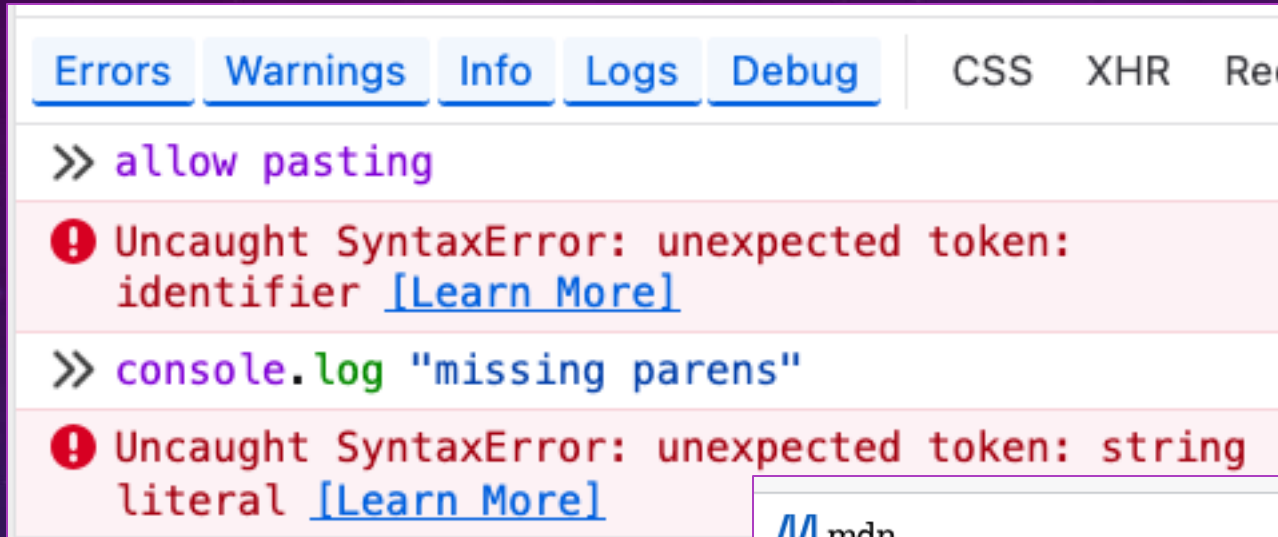 Errors Warnings Info Logs Debug CSS XHR
>> allow pasting
Uncaught SyntaxError: unexpected token:
identifier [Learn More]
>> console.log "missing parens"
Uncaught SyntaxError: unexpected token: string
literal [Learn More]
mdn